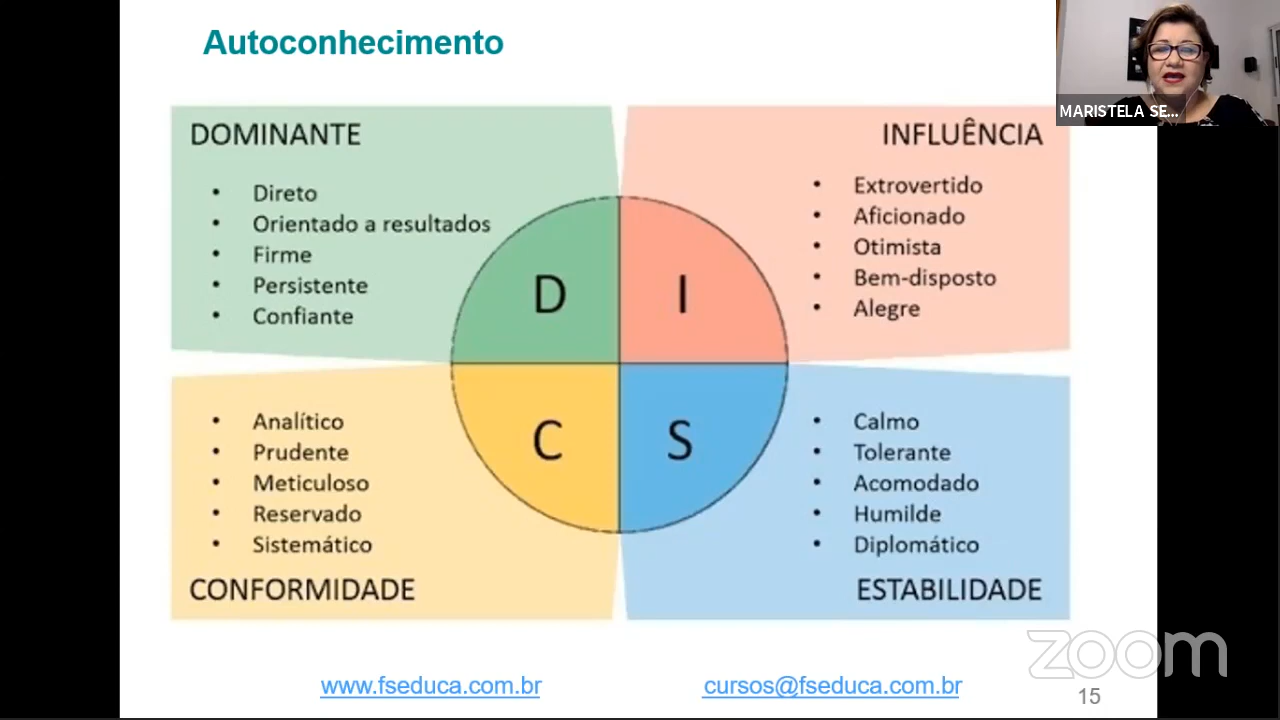 Autoconhecimento
MARISTELA SE...
DOMINANTE
• Direto
• Orientado a resultados
• Firme
• Persistente
• Confiante
INFLUÊNCIA
• Extrovertido
• Aficionado
• Otimista
• Bem-disposto
• Alegre
D
I
C
S
• Analítico
• Prudente
• Meticuloso
• Reservado
• Sistemático
CONFORMIDADE
• Calmo
• Tolerante
• Acomodado
• Humilde
• Diplomático
ESTABILIDADE
zoom
www.fseduca.com.br
cursos@fseduca.com.br
15